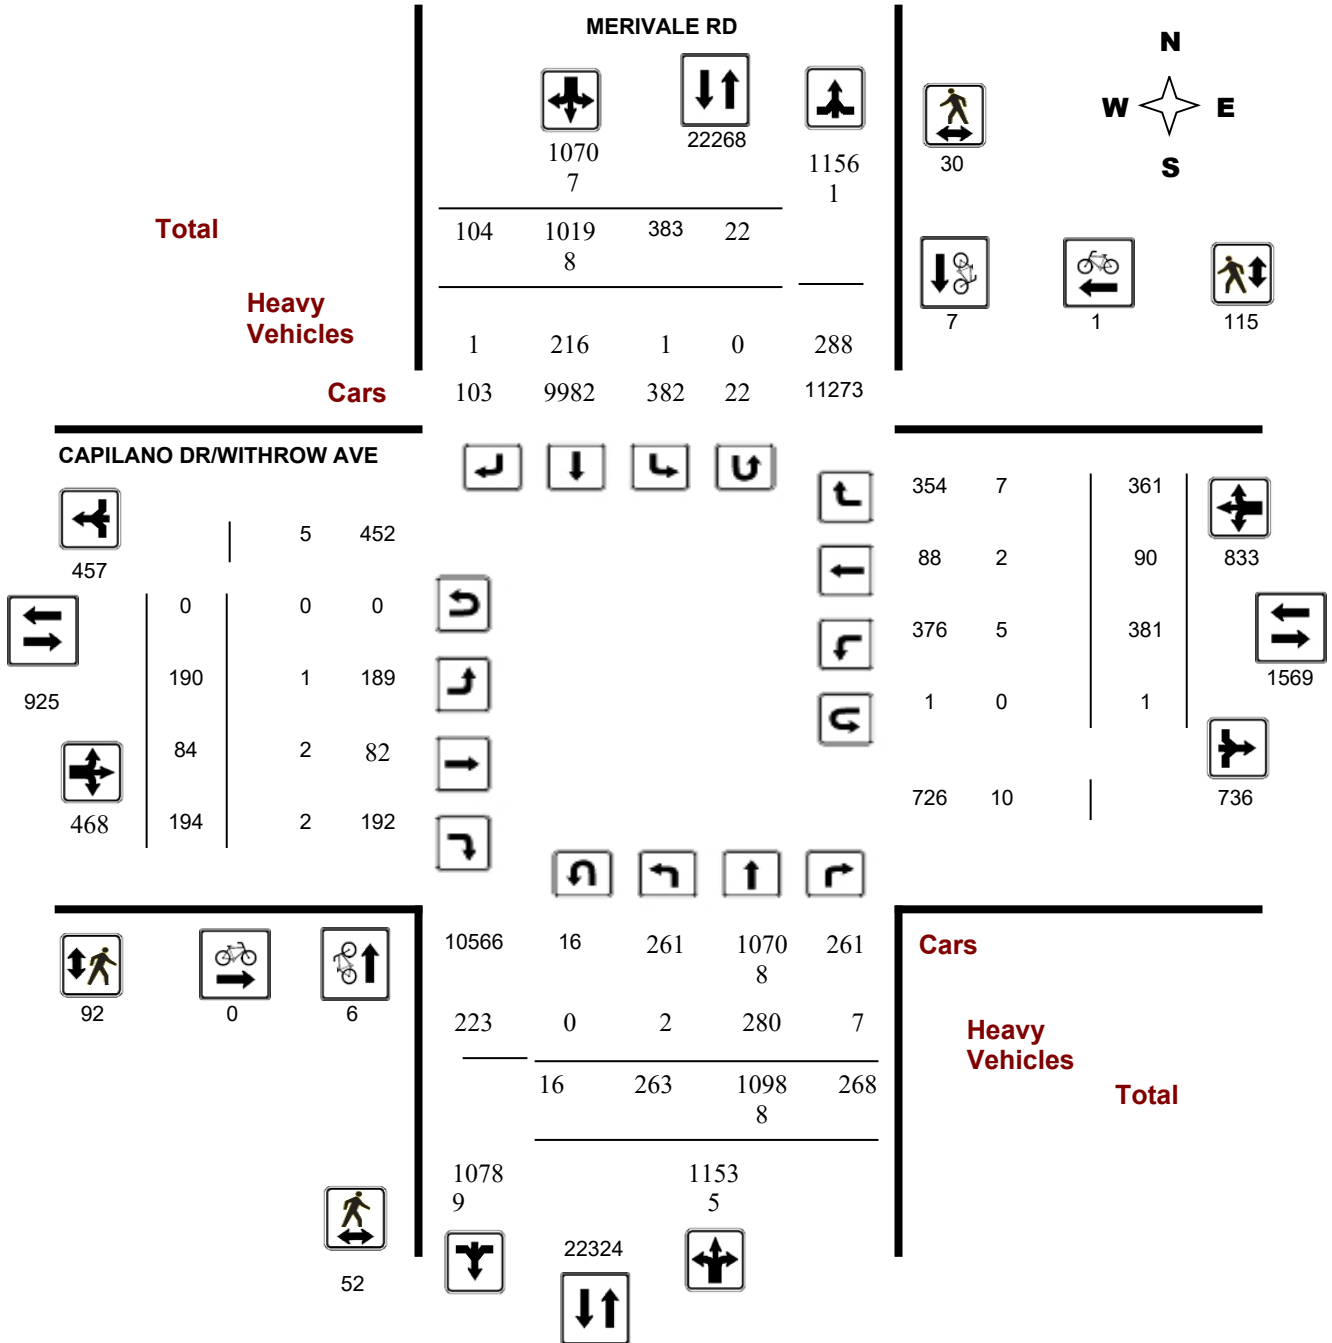 MERIVALE RD
N
W E
S
1070
7
22268
1156
1
30
Total
104 1019
8 383 22
Heavy
Vehicles
1 216 1 0 288
7 1 115
Cars
103 9982 382 22 11273
CAPILANO DR/WITHROW AVE
354 7 361
5 452
457
88 2 90 833
0 0 0
376 5 381
190 1 189
925
1569
1 0 1
84 2 82
468
194 2 192
726 10 736
10566 16 261 1070
8 261
Cars
92 0 6
223 0 2 280 7
Heavy
Vehicles
16 263 1098
8 268
Total
1078
9
1153
5
22324
52